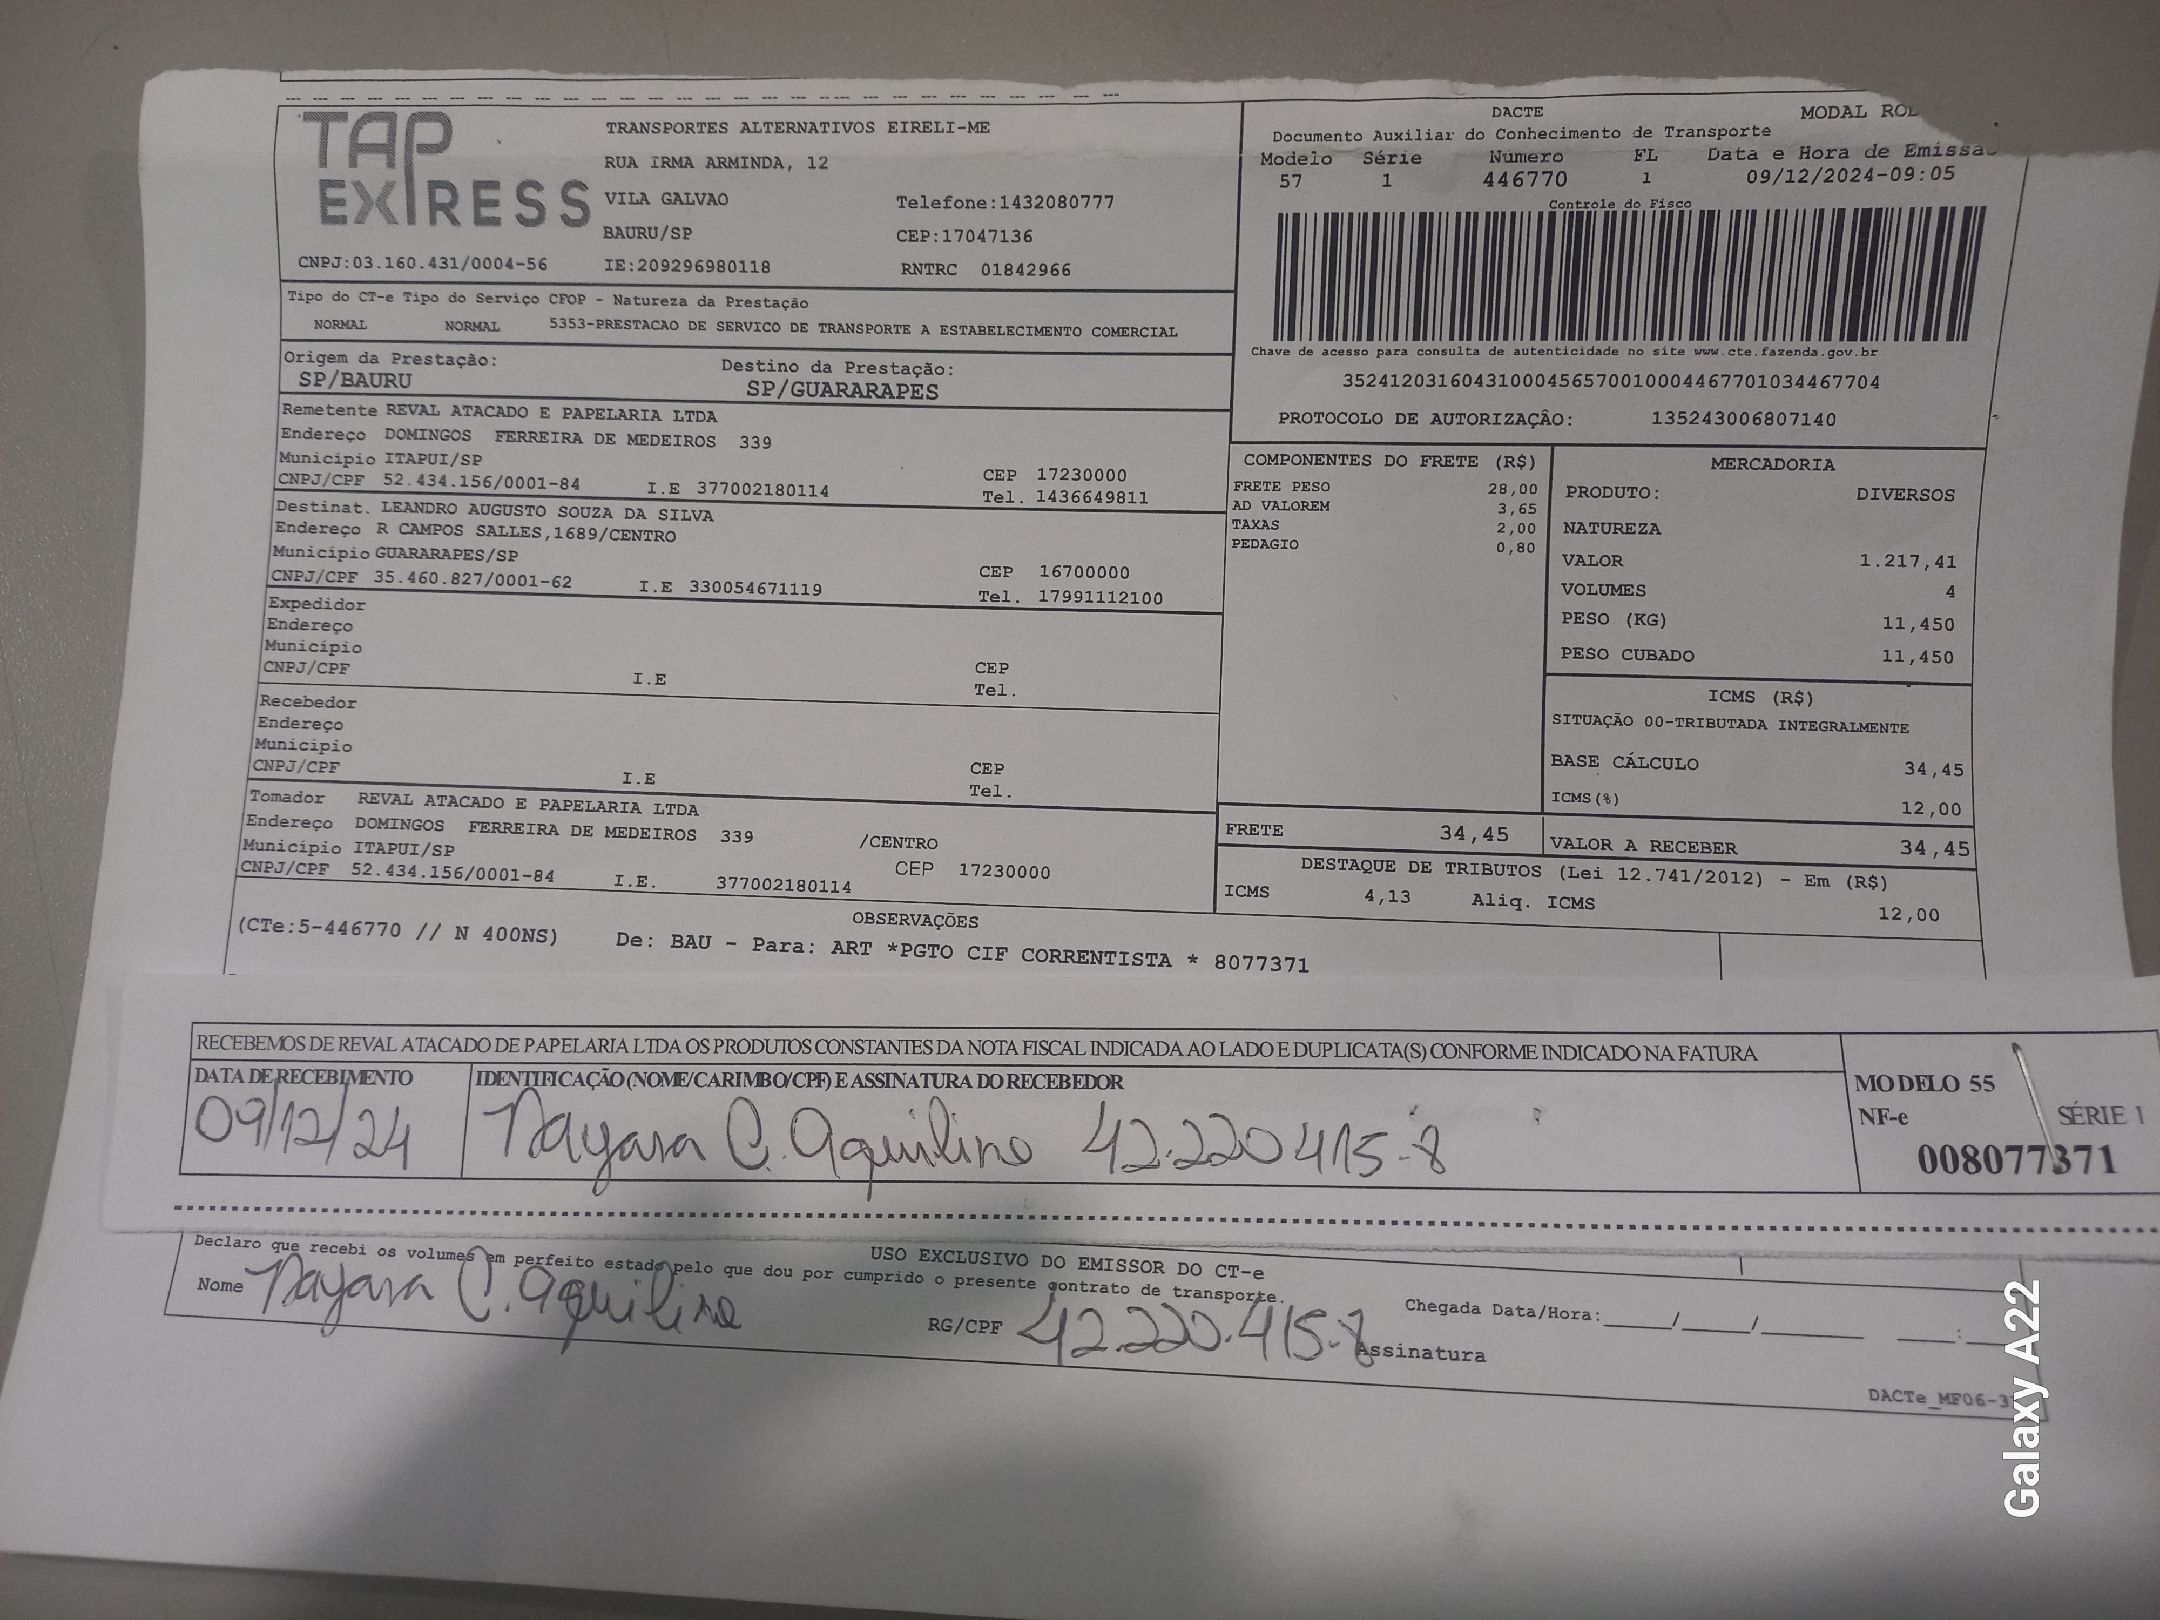 TAP EXPRESS
TRANSPORTES ALTERNATIVOS EIRELI-ME
RUA IRMA ARMINDA, 12
VILA GALVAO Telefone:1432080777
BAURU/SP CEP:17047136
CNPJ:03.160.431/0004-56 IE:209296980118 RNTRC 01842966
DACTE MODAL
Documento Auxiliar do Conhecimento de Transporte
Modelo Série Número FL Data e Hora de
57 1 446770 1 09/12/2024-09:05
Controle do Fisco
Chave de acesso para consulta de autenticidade no site www.cte.fazenda.gov.br
35241203160431000456570010004467701034467704
PROTOCOLO DE AUTORIZAÇÃO: 135243006807140
Tipo do CT-e Tipo do Serviço CFOP - Natureza da Prestação
NORMAL NORMAL 5353-PRESTACAO DE SERVICO DE TRANSPORTE A ESTABELECIMENTO COMERCIAL
Origem da Prestação: Destino da Prestação:
SP/BAURU SP/GUARARAPES
Remetente REVAL ATACADO E PAPELARIA LTDA
Endereço DOMINGOS FERREIRA DE MEDEIROS 339
Município ITAPUI/SP CEP 17230000
CNPJ/CPF 52.434.156/0001-84 I.E 377002180114 Tel. 1436649811
Destinat. LEANDRO AUGUSTO SOUZA DA SILVA
Endereço R CAMPOS SALLES,1689/CENTRO
Município GUARARAPES/SP CEP 16700000
CNPJ/CPF 35.460.827/0001-62 I.E 330054671119 Tel. 17991112100
Expedidor
Endereço
Município CEP
CNPJ/CPF I.E Tel.
Recebedor
Endereço
Município CEP
CNPJ/CPF I.E Tel.
Tomador REVAL ATACADO E PAPELARIA LTDA
Endereço DOMINGOS FERREIRA DE MEDEIROS 339 /CENTRO
Município ITAPUI/SP CEP 17230000
CNPJ/CPF 52.434.156/0001-84 I.E. 377002180114
COMPONENTES DO FRETE (R$)
FRETE PESO 28,00
AD VALOREM 3,65
TAXAS 2,00
PEDAGIO 0,80
MERCADORIA
PRODUTO: DIVERSOS
NATUREZA
VALOR 1.217,41
VOLUMES 4
PESO (KG) 11,450
PESO CUBADO 11,450
ICMS (R$)
SITUAÇÃO 00-TRIBUTADA INTEGRALMENTE
BASE CÁLCULO 34,45
ICMS(%) 12,00
FRETE 34,45 VALOR A RECEBER 34,45
DESTAQUE DE TRIBUTOS (Lei 12.741/2012) - Em (R$)
ICMS 4,13 Aliq. ICMS 12,00
OBSERVAÇÕES
(CTe:5-446770 // N 400NS) De: BAU - Para: ART *PGTO CIF CORRENTISTA * 8077371
RECEBEMOS DE REVAL ATACADO DE PAPELARIA LTDA OS PRODUTOS CONSTANTES DA NOTA FISCAL INDICADA AO LADO E DUPLICATA(S) CONFORME INDICADO NA FATURA
DATA DE RECEBIMENTO IDENTIFICAÇÃO (NOME/CARIMBO/CPF) E ASSINATURA DO RECEBEDOR
09/12/24 Nayara C. Aquilino 42.220415-8
MODELO 55
NF-e SÉRIE 1
008077371
USO EXCLUSIVO DO EMISSOR DO CT-e
Declaro que recebi os volumes em perfeito estado pelo que dou por cumprido o presente contrato de transporte.
Nome Nayara C. Aquilino RG/CPF 42.220.415-8 Assinatura
Chegada Data/Hora:____/____/______ ____:____
Galaxy A22